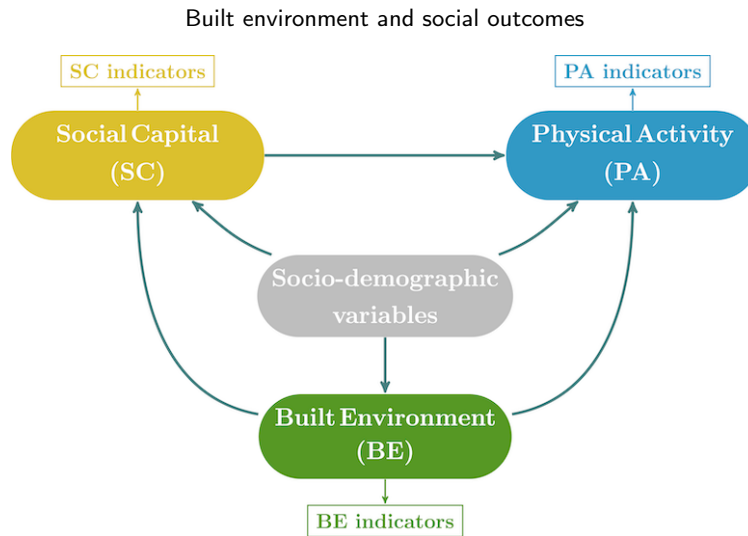 Built environment and social outcomes
SC indicators
PA indicators
Social Capital
(SC)
Physical Activity
(PA)
Socio-demographic
variables
Built Environment
(BE)
BE indicators